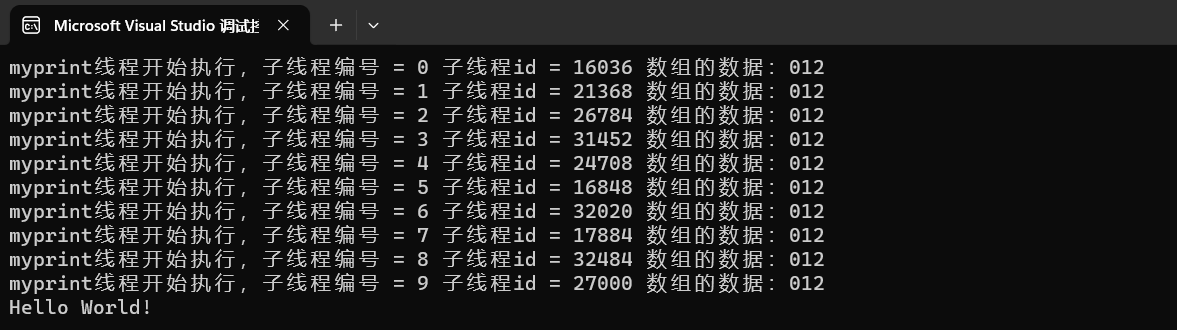 Microsoft Visual Studio 调试
myprint线程开始执行，子线程编号 = 0 子线程id = 16036 数组的数据：012
myprint线程开始执行，子线程编号 = 1 子线程id = 21368 数组的数据：012
myprint线程开始执行，子线程编号 = 2 子线程id = 26784 数组的数据：012
myprint线程开始执行，子线程编号 = 3 子线程id = 31452 数组的数据：012
myprint线程开始执行，子线程编号 = 4 子线程id = 24708 数组的数据：012
myprint线程开始执行，子线程编号 = 5 子线程id = 16848 数组的数据：012
myprint线程开始执行，子线程编号 = 6 子线程id = 32020 数组的数据：012
myprint线程开始执行，子线程编号 = 7 子线程id = 17884 数组的数据：012
myprint线程开始执行，子线程编号 = 8 子线程id = 32484 数组的数据：012
myprint线程开始执行，子线程编号 = 9 子线程id = 27000 数组的数据：012
Hello World!